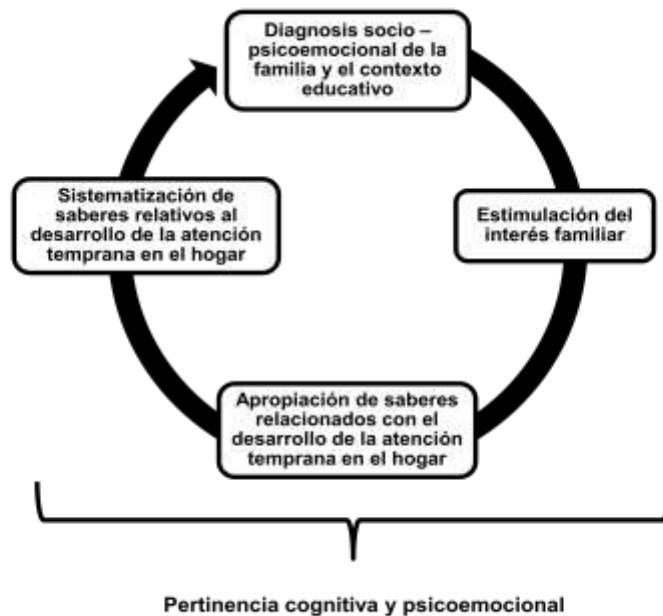 Diagnosis socio –
psicoemocional de la
familia y el contexto
educativo
Sistematización de
saberes relativos al
desarrollo de la atención
temprana en el hogar
Estimulación del
interés familiar
Apropiación de saberes
relacionados con el
desarrollo de la atención
temprana en el hogar
Pertinencia cognitiva y psicoemocional